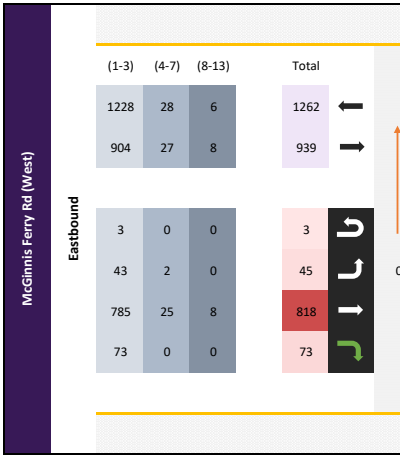 McGinnis Ferry Rd (West)
Eastbound
(1-3) (4-7) (8-13) Total
1228 28 6 1262
904 27 8 939
3 0 0 3
43 2 0 45
785 25 8 818
73 0 0 73